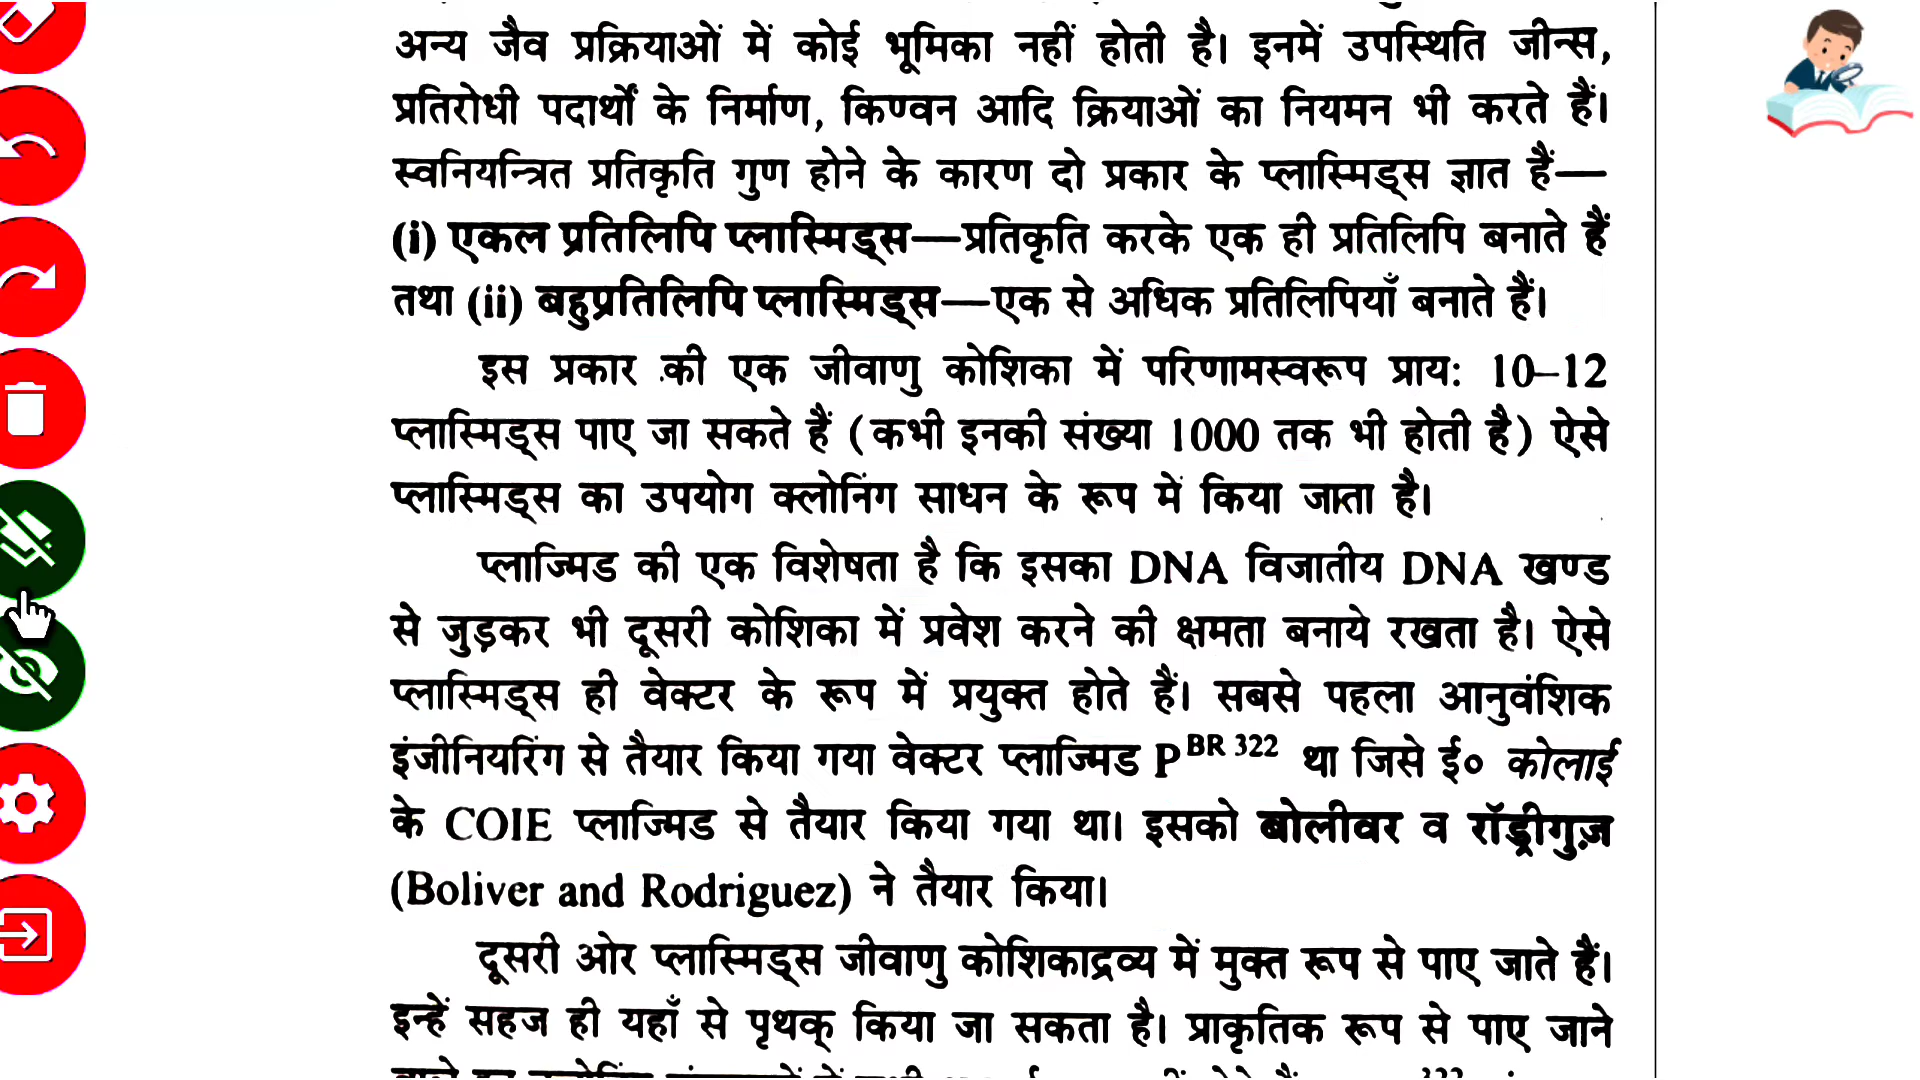 अन्य जैव प्रक्रियाओं में कोई भूमिका नहीं होती है। इनमें उपस्थिति जीन्स,
प्रतिरोधी पदार्थों के निर्माण, किण्वन आदि क्रियाओं का नियमन भी करते हैं।
स्वनियन्त्रित प्रतिकृति गुण होने के कारण दो प्रकार के प्लास्मिड्स ज्ञात हैं—
(i) एकल प्रतिलिपि प्लास्मिड्स—प्रतिकृति करके एक ही प्रतिलिपि बनाते हैं
तथा (ii) बहुप्रतिलिपि प्लास्मिड्स—एक से अधिक प्रतिलिपियाँ बनाते हैं।
इस प्रकार की एक जीवाणु कोशिका में परिणामस्वरूप प्राय: 10–12
प्लास्मिड्स पाए जा सकते हैं (कभी इनकी संख्या 1000 तक भी होती है) ऐसे
प्लास्मिड्स का उपयोग क्लोनिंग साधन के रूप में किया जाता है।
प्लाज्मिड की एक विशेषता है कि इसका DNA विजातीय DNA खण्ड
से जुड़कर भी दूसरी कोशिका में प्रवेश करने की क्षमता बनाये रखता है। ऐसे
प्लास्मिड्स ही वेक्टर के रूप में प्रयुक्त होते हैं। सबसे पहला आनुवंशिक
इंजीनियरिंग से तैयार किया गया वेक्टर प्लाज्मिड P^BR 322 था जिसे ई० कोलाई
के COIE प्लाज्मिड से तैयार किया गया था। इसको बोलीवर व रॉड्रीगुज़
(Boliver and Rodriguez) ने तैयार किया।
दूसरी ओर प्लास्मिड्स जीवाणु कोशिकाद्रव्य में मुक्त रूप से पाए जाते हैं।
इन्हें सहज ही यहाँ से पृथक् किया जा सकता है। प्राकृतिक रूप से पाए जाने